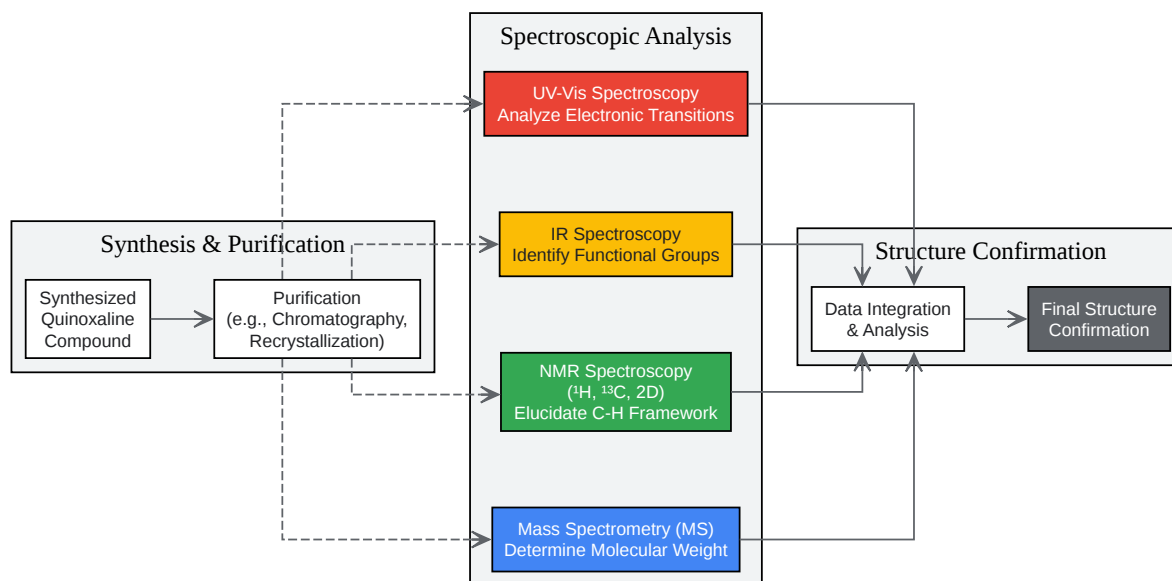 Synthesis & Purification
Synthesized
Quinoxaline
Compound
Purification
(e.g., Chromatography,
Recrystallization)
Spectroscopic Analysis
UV-Vis Spectroscopy
Analyze Electronic Transitions
IR Spectroscopy
Identify Functional Groups
NMR Spectroscopy
(¹H, ¹³C, 2D)
Elucidate C-H Framework
Mass Spectrometry (MS)
Determine Molecular Weight
Structure Confirmation
Data Integration
& Analysis
Final Structure
Confirmation